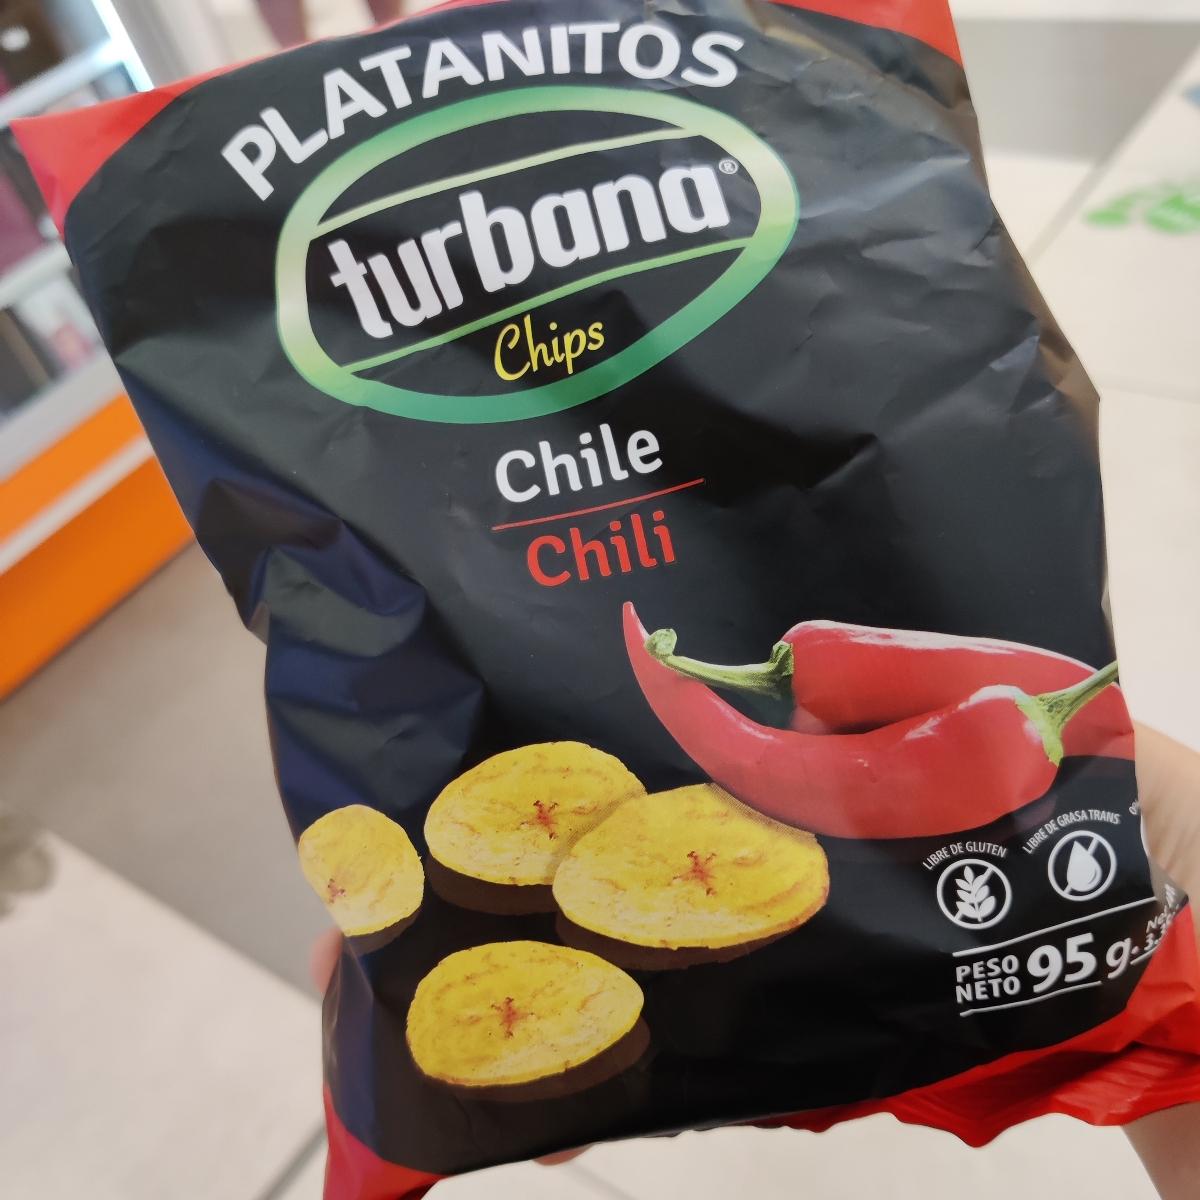 PLATANITOS
turbana®
Chips
Chile
Chili
LIBRE DE GLUTEN
LIBRE DE GRASA TRANS
PESO NETO 95 g.